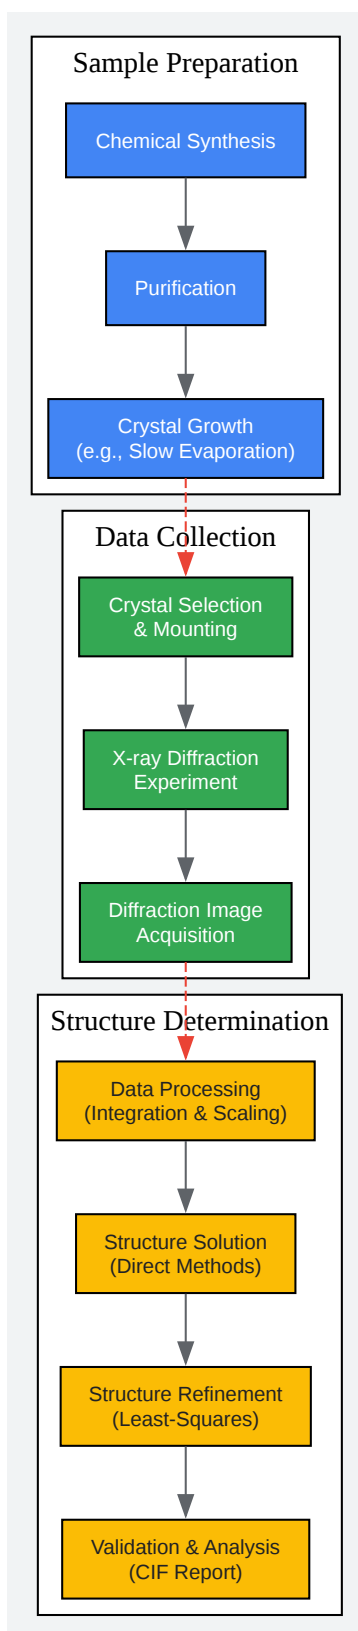 Sample Preparation
Chemical Synthesis
Purification
Crystal Growth
(e.g., Slow Evaporation)
Data Collection
Crystal Selection
& Mounting
X-ray Diffraction
Experiment
Diffraction Image
Acquisition
Structure Determination
Data Processing
(Integration & Scaling)
Structure Solution
(Direct Methods)
Structure Refinement
(Least-Squares)
Validation & Analysis
(CIF Report)